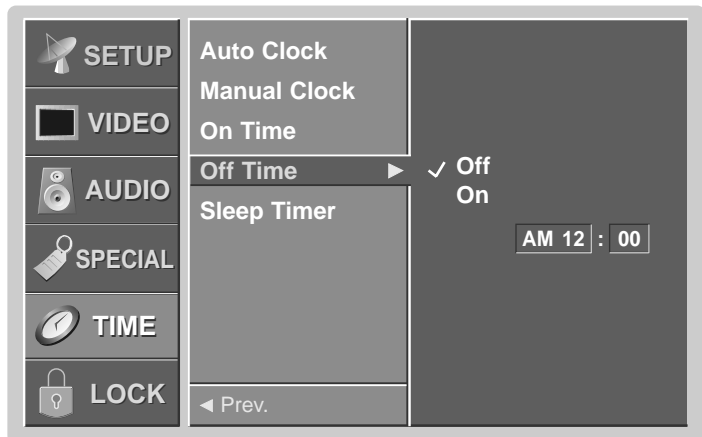 SETUP
VIDEO
AUDIO
SPECIAL
TIME
LOCK
Auto Clock
Manual Clock
On Time
Off Time ►
Sleep Timer
◄ Prev.
✓ Off
On
AM 12 : 00